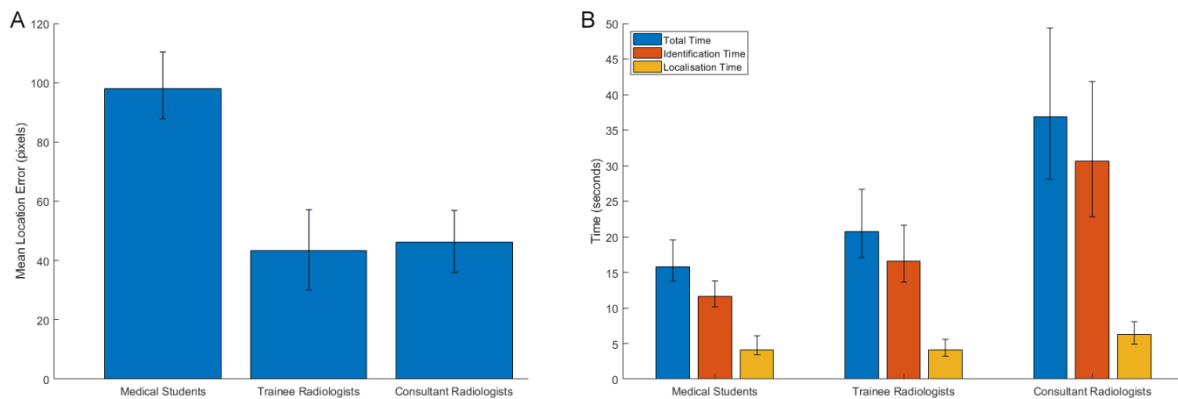 A
Mean Location Error (pixels)
120
100
80
60
40
20
0
Medical Students
Trainee Radiologists
Consultant Radiologists
B
Time (seconds)
50
45
40
35
30
25
20
15
10
5
0
Total Time
Identification Time
Localisation Time
Medical Students
Trainee Radiologists
Consultant Radiologists